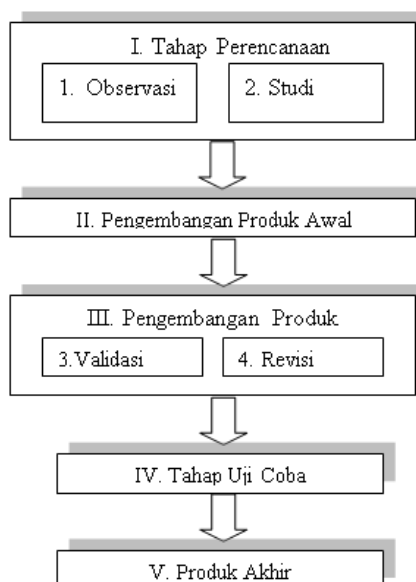 I. Tahap Perencanaan
1. Observasi
2. Studi
II. Pengembangan Produk Awal
III. Pengembangan Produk
3.Validasi
4. Revisi
IV. Tahap Uji Coba
V. Produk Akhir